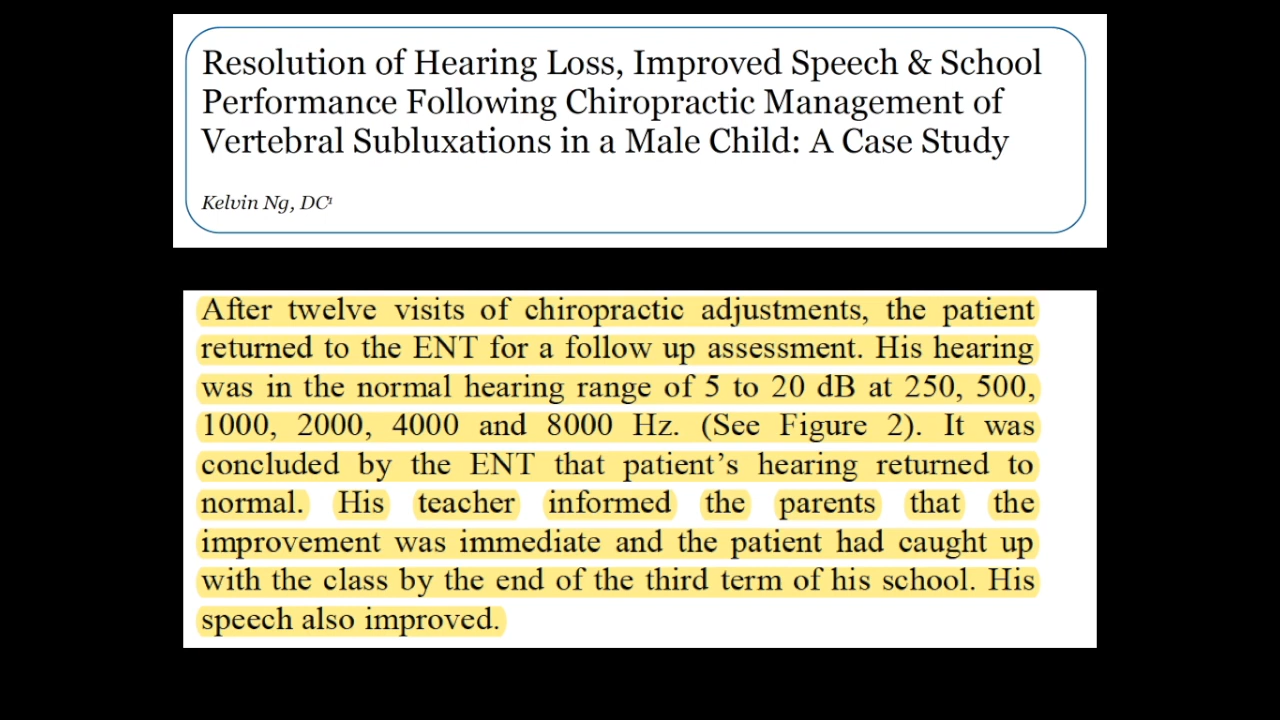 Resolution of Hearing Loss, Improved Speech & School
Performance Following Chiropractic Management of
Vertebral Subluxations in a Male Child: A Case Study
Kelvin Ng, DC¹
After twelve visits of chiropractic adjustments, the patient
returned to the ENT for a follow up assessment. His hearing
was in the normal hearing range of 5 to 20 dB at 250, 500,
1000, 2000, 4000 and 8000 Hz. (See Figure 2). It was
concluded by the ENT that patient’s hearing returned to
normal. His teacher informed the parents that the
improvement was immediate and the patient had caught up
with the class by the end of the third term of his school. His
speech also improved.